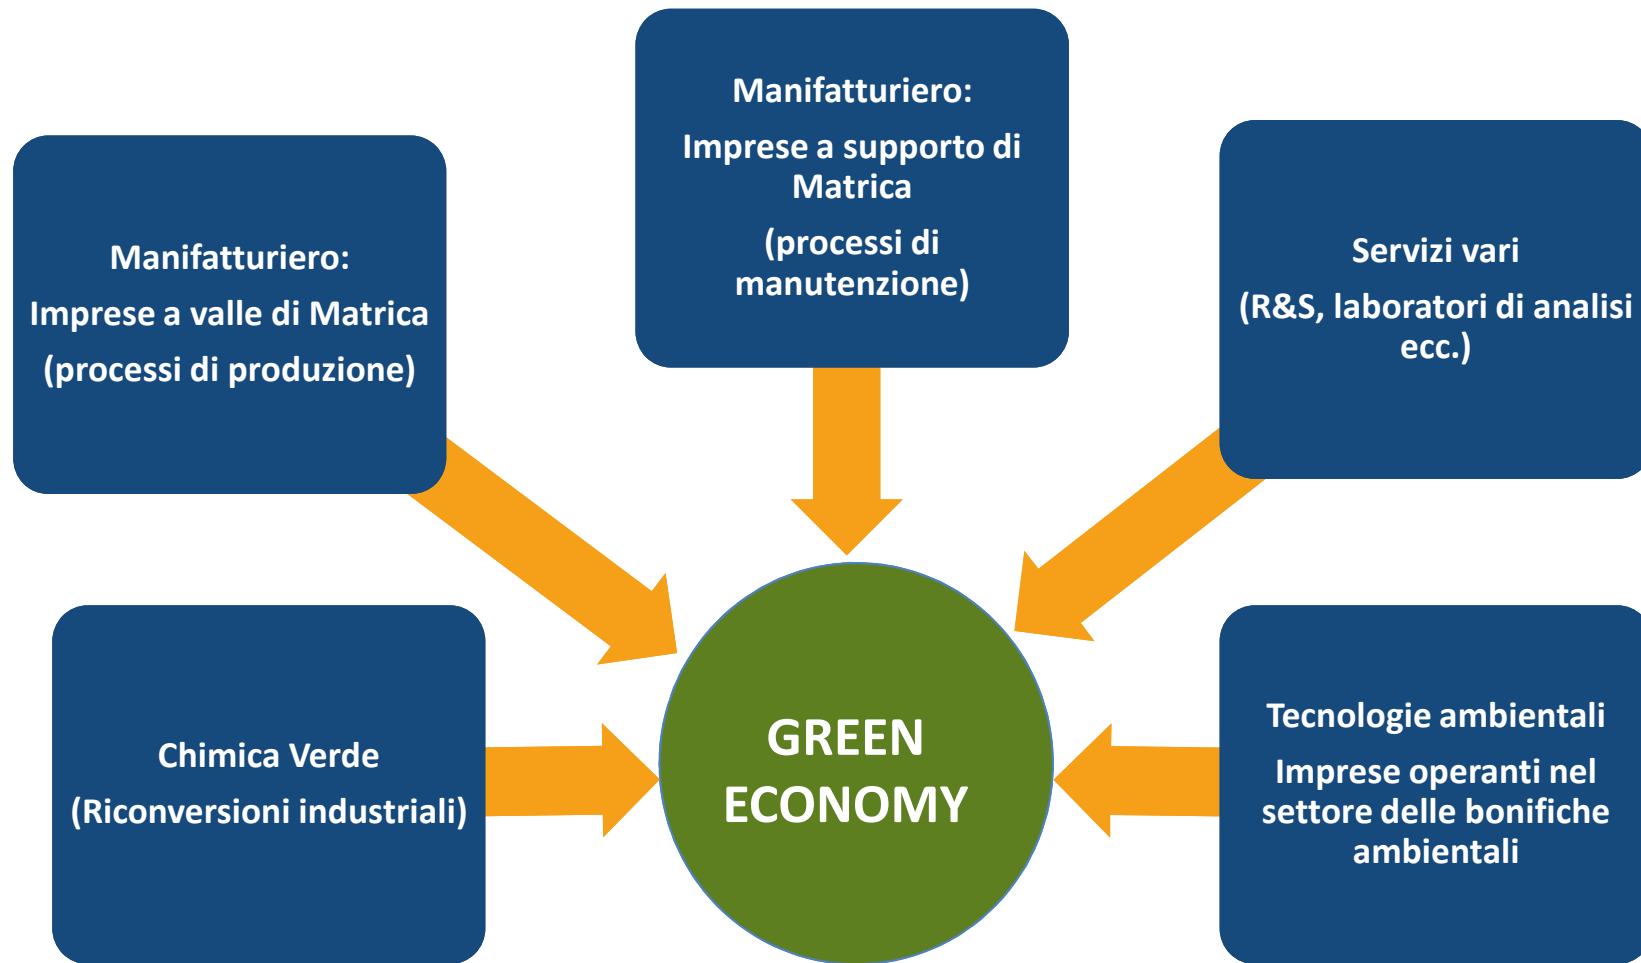 Manifatturiero:
Imprese a supporto di
Matrica
(processi di
manutenzione)
Manifatturiero:
Imprese a valle di Matrica
(processi di produzione)
Servizi vari
(R&S, laboratori di analisi
ecc.)
Chimica Verde
(Riconversioni industriali)
GREEN
ECONOMY
Tecnologie ambientali
Imprese operanti nel
settore delle bonifiche
ambientali